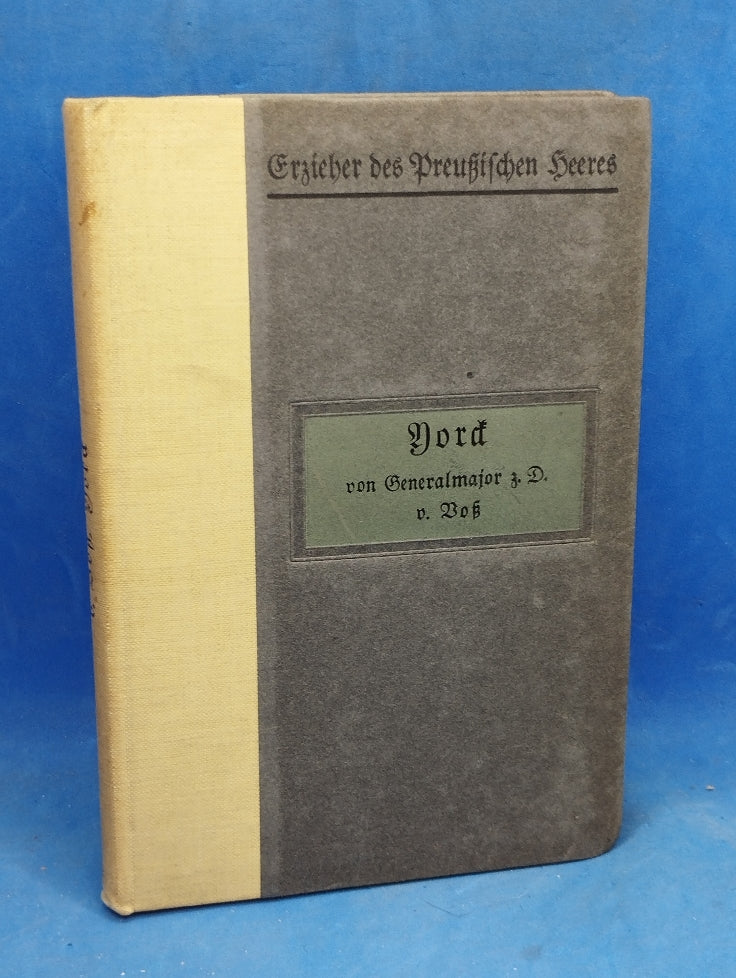 Erzieher des Preußischen Heeres
Yorck
von Generalmajor z. D.
v. Voß